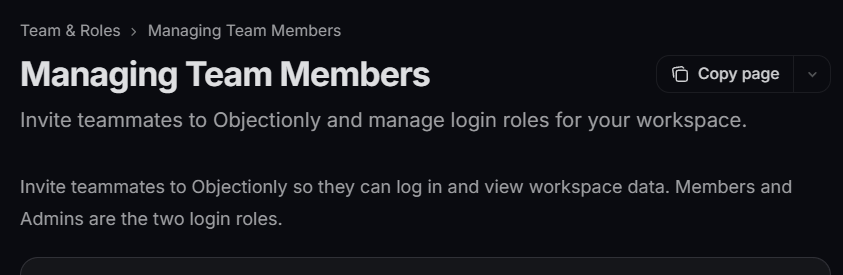 Team & Roles > Managing Team Members
Managing Team Members
Copy page
Invite teammates to Objectionly and manage login roles for your workspace.
Invite teammates to Objectionly so they can log in and view workspace data. Members and
Admins are the two login roles.